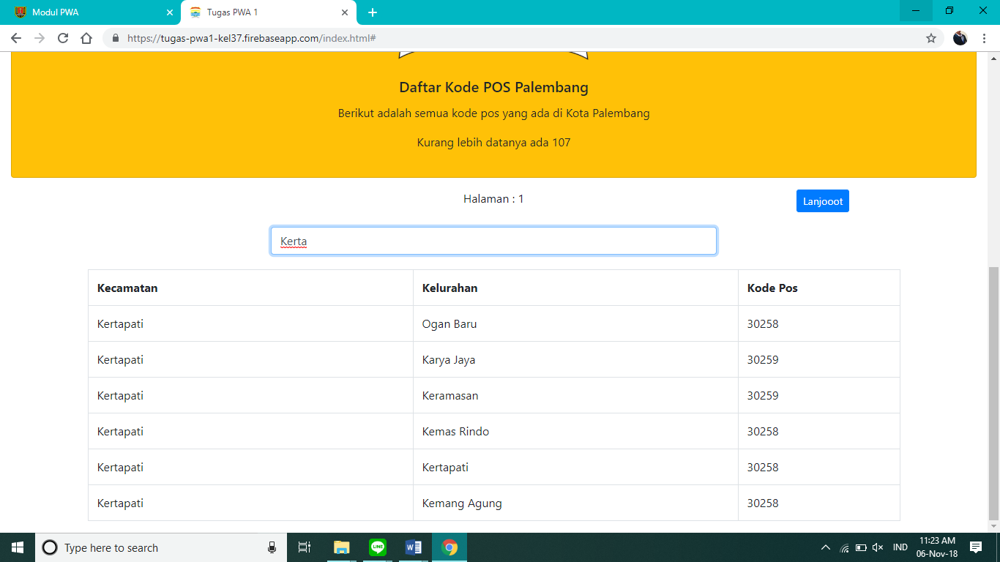 Modul PWA
Tugas PWA 1
https://tugas-pwa1-kel37.firebaseapp.com/index.html#
Daftar Kode POS Palembang
Berikut adalah semua kode pos yang ada di Kota Palembang
Kurang lebih datanya ada 107
Halaman : 1
Lanjooot
Kerta
Kecamatan Kelurahan Kode Pos
Kertapati Ogan Baru 30258
Kertapati Karya Jaya 30259
Kertapati Keramasan 30259
Kertapati Kemas Rindo 30258
Kertapati Kertapati 30258
Kertapati Kemang Agung 30258
Type here to search
LINE
W
IND
11:23 AM
06-Nov-18